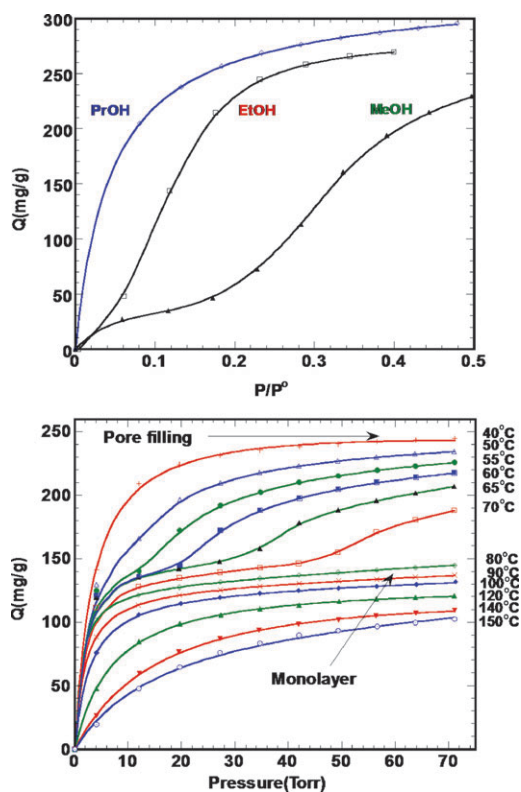 300
250
200
150
100
50
0
Q(mg/g)
PrOH
EtOH
MeOH
0
0.1
0.2
0.3
0.4
0.5
P/P°
250
200
150
100
50
0
Q(mg/g)
Pore filling
Monolayer
40°C
50°C
55°C
60°C
65°C
70°C
80°C
90°C
100°C
120°C
140°C
150°C
0
10
20
30
40
50
60
70
Pressure(Torr)